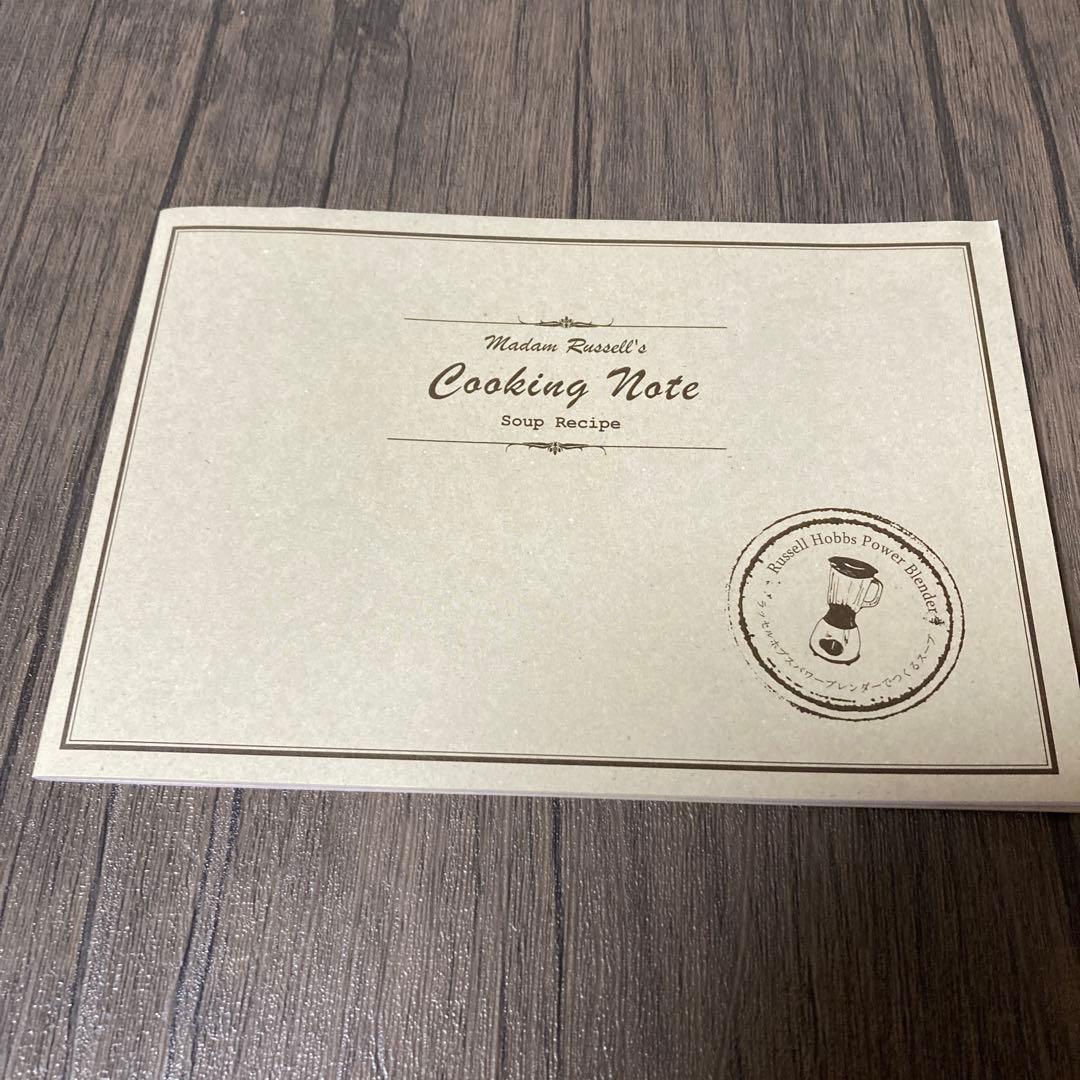 Madam Russell's
Cooking Note
Soup Recipe
Russell Hobbs Power Blender
ラッセルホブスパワーブレンダーでつくるスープ